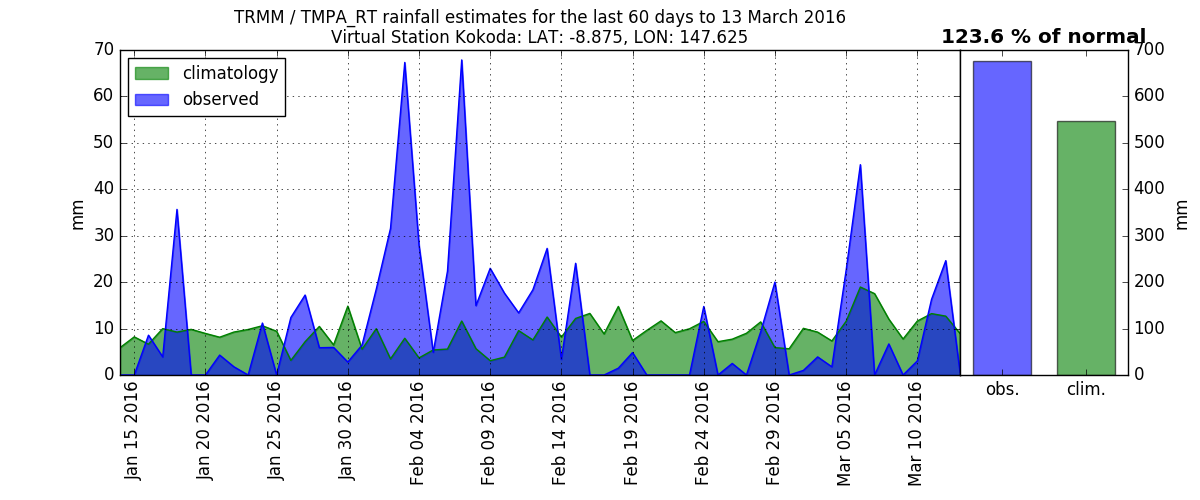 TRMM / TMPA_RT rainfall estimates for the last 60 days to 13 March 2016
Virtual Station Kokoda: LAT: -8.875, LON: 147.625
123.6 % of normal
climatology
observed
70
60
50
40
30
20
10
0
mm
700
600
500
400
300
200
100
0
mm
Jan 15 2016
Jan 20 2016
Jan 25 2016
Jan 30 2016
Feb 04 2016
Feb 09 2016
Feb 14 2016
Feb 19 2016
Feb 24 2016
Feb 29 2016
Mar 05 2016
Mar 10 2016
obs.
clim.